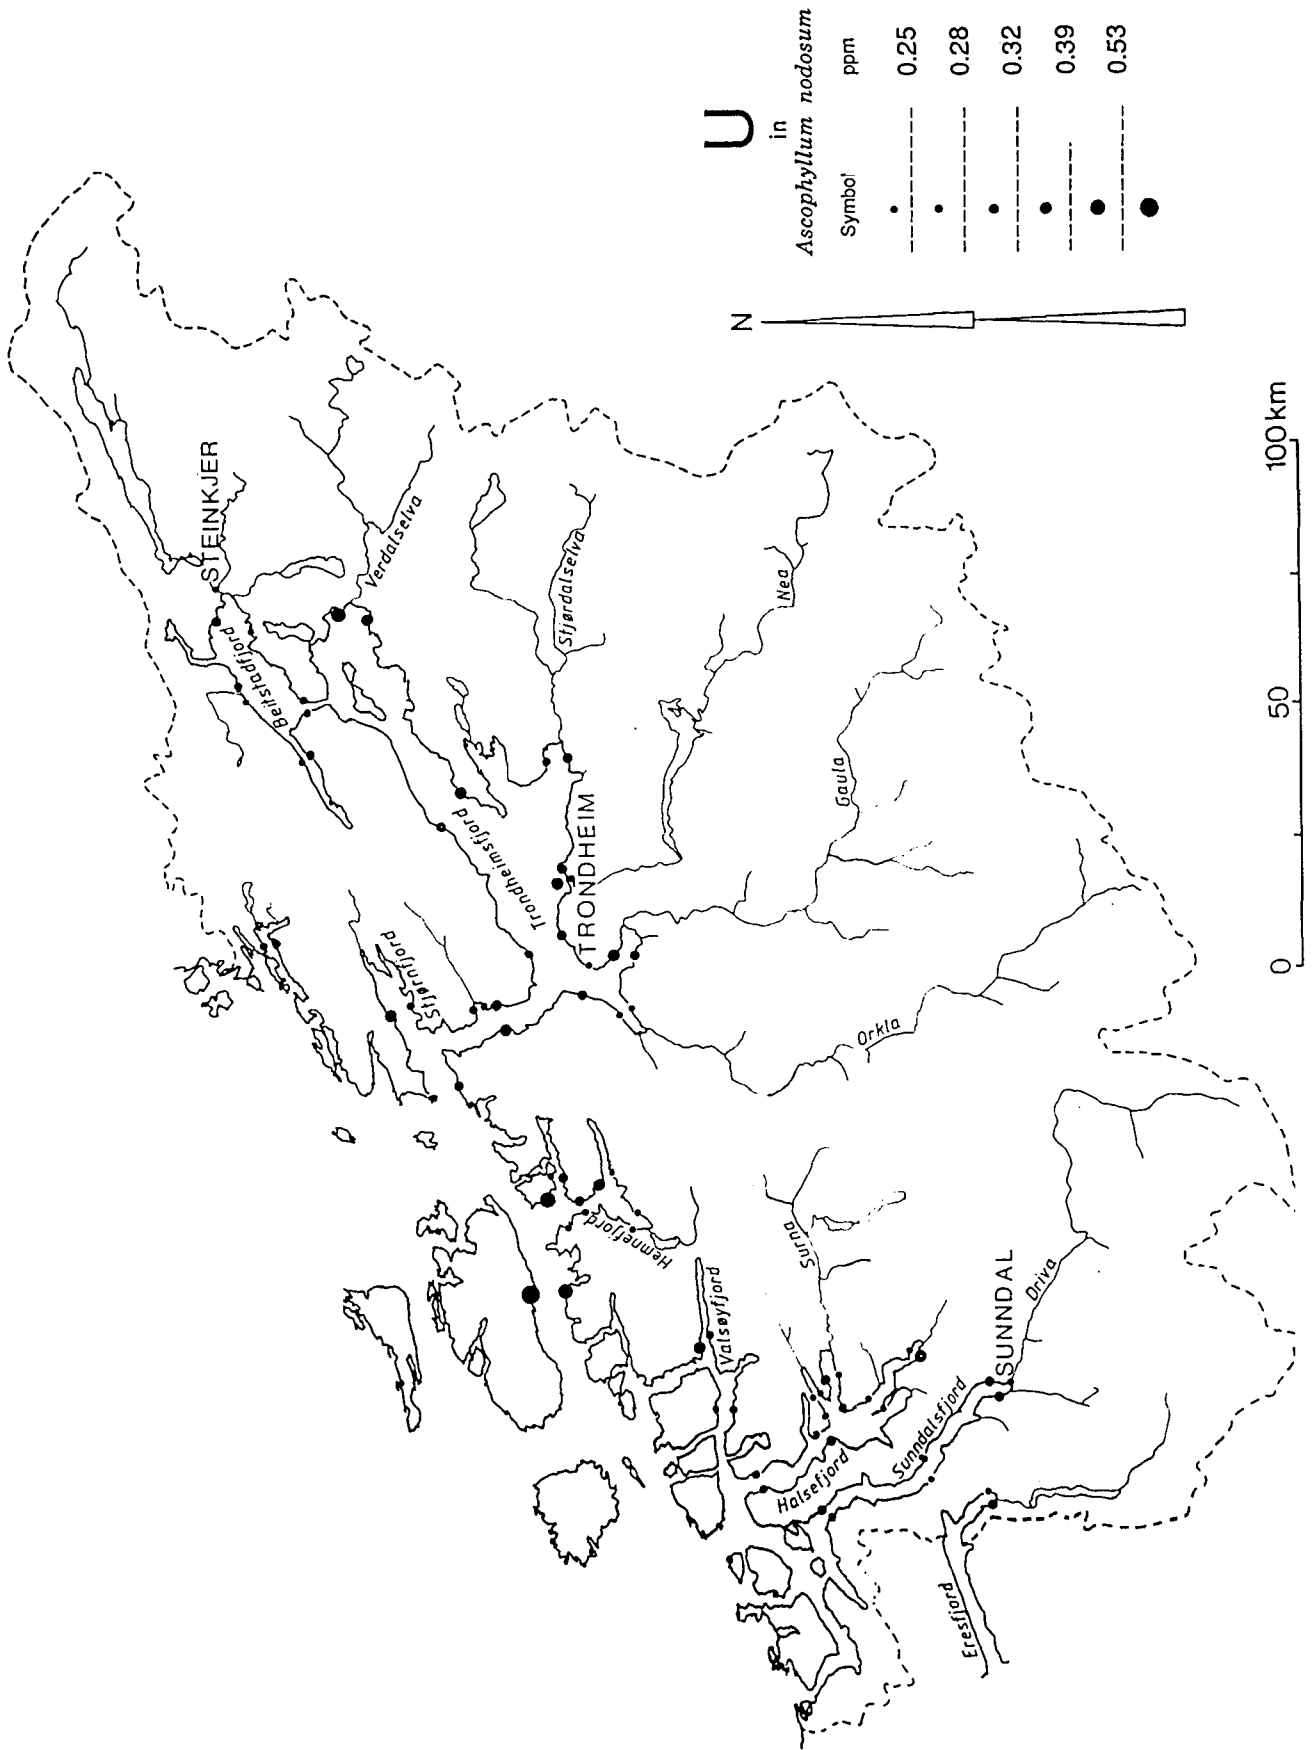 U
in
Ascophyllum nodosum
Symbol ppm
0.25
0.28
0.32
0.39
0.53
N
STEINKJER
Beitstadfjord
Verdalselva
Stjørdalselva
Nea
Gaula
Trondheimsfjord
TRONDHEIM
Stjørnfjord
Orkla
Hemnefjord
Valsøyfjord
Surna
Halsefjord
Sunndalsfjord
SUNNDAL
Driva
Eresfjord
0 50 100 km